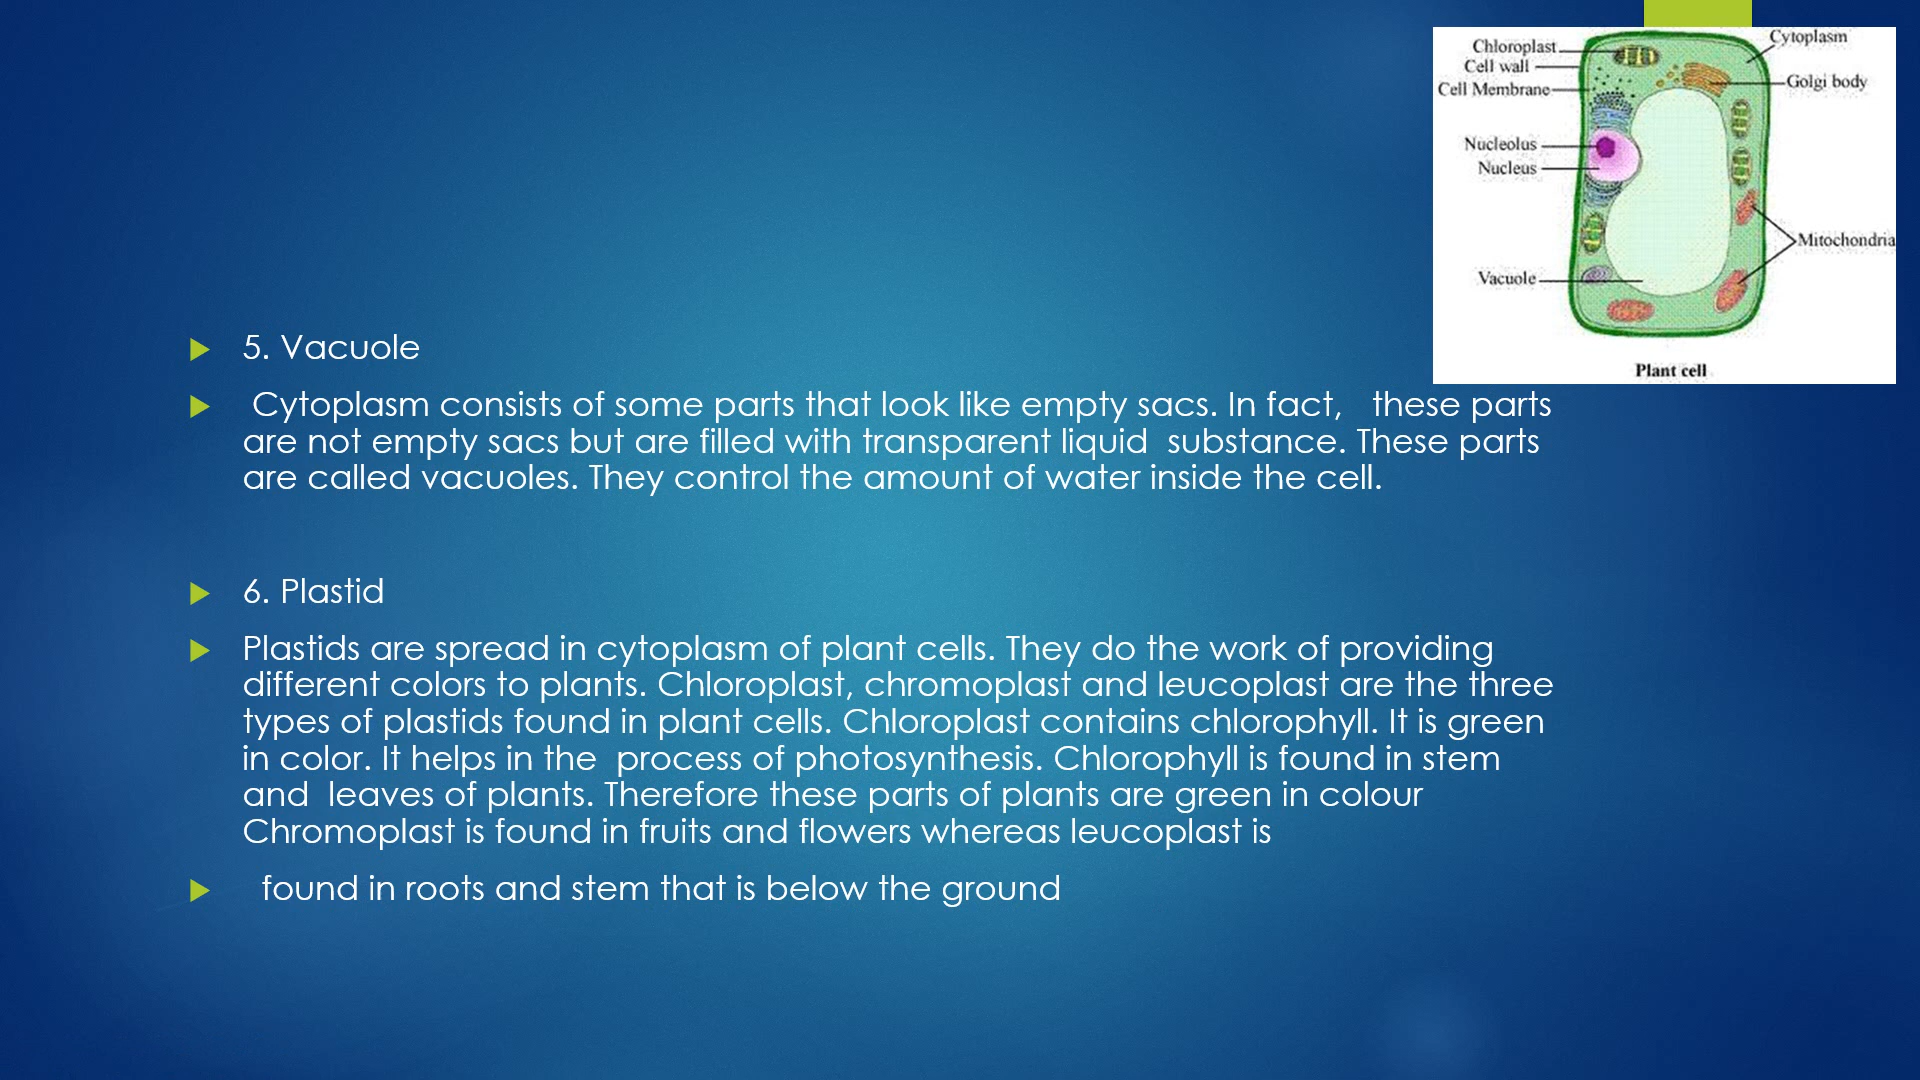 Chloroplast
Cell wall
Cell Membrane
Nucleolus
Nucleus
Vacuole
Cytoplasm
Golgi body
Mitochondria
Plant cell
5. Vacuole
Cytoplasm consists of some parts that look like empty sacs. In fact, these parts
are not empty sacs but are filled with transparent liquid substance. These parts
are called vacuoles. They control the amount of water inside the cell.
6. Plastid
Plastids are spread in cytoplasm of plant cells. They do the work of providing
different colors to plants. Chloroplast, chromoplast and leucoplast are the three
types of plastids found in plant cells. Chloroplast contains chlorophyll. It is green
in color. It helps in the process of photosynthesis. Chlorophyll is found in stem
and leaves of plants. Therefore these parts of plants are green in colour
Chromoplast is found in fruits and flowers whereas leucoplast is
found in roots and stem that is below the ground